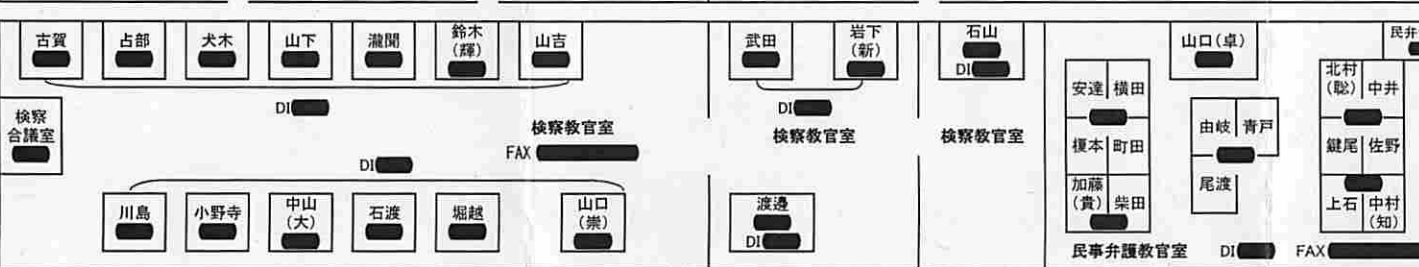 古賀
占部
犬木
山下
瀧聞
鈴木
(輝)
山吉
DI
検察
合議室
検察教官室
FAX
DI
川島
小野寺
中山
(大)
石渡
堀越
山口
(崇)
武田
岩下
(新)
DI
検察教官室
渡邊
DI
石山
DI
検察教官室
山口(卓)
安達 横田
榎本 町田
加藤
(貴) 柴田
由岐 青戸
尾渡
民弁
北村
(聡) 中井
鍵尾 佐野
上石 中村
(知)
民事弁護教官室 DI FAX